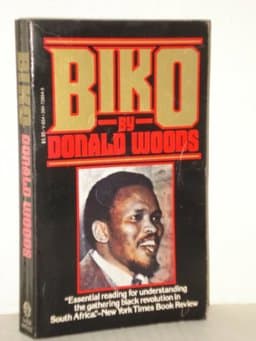 BIKO
BY
DONALD WOODS
"Essential reading for understanding
the gathering black revolution in
South Africa."-New York Times Book Review
BIKO DONALD WOODS